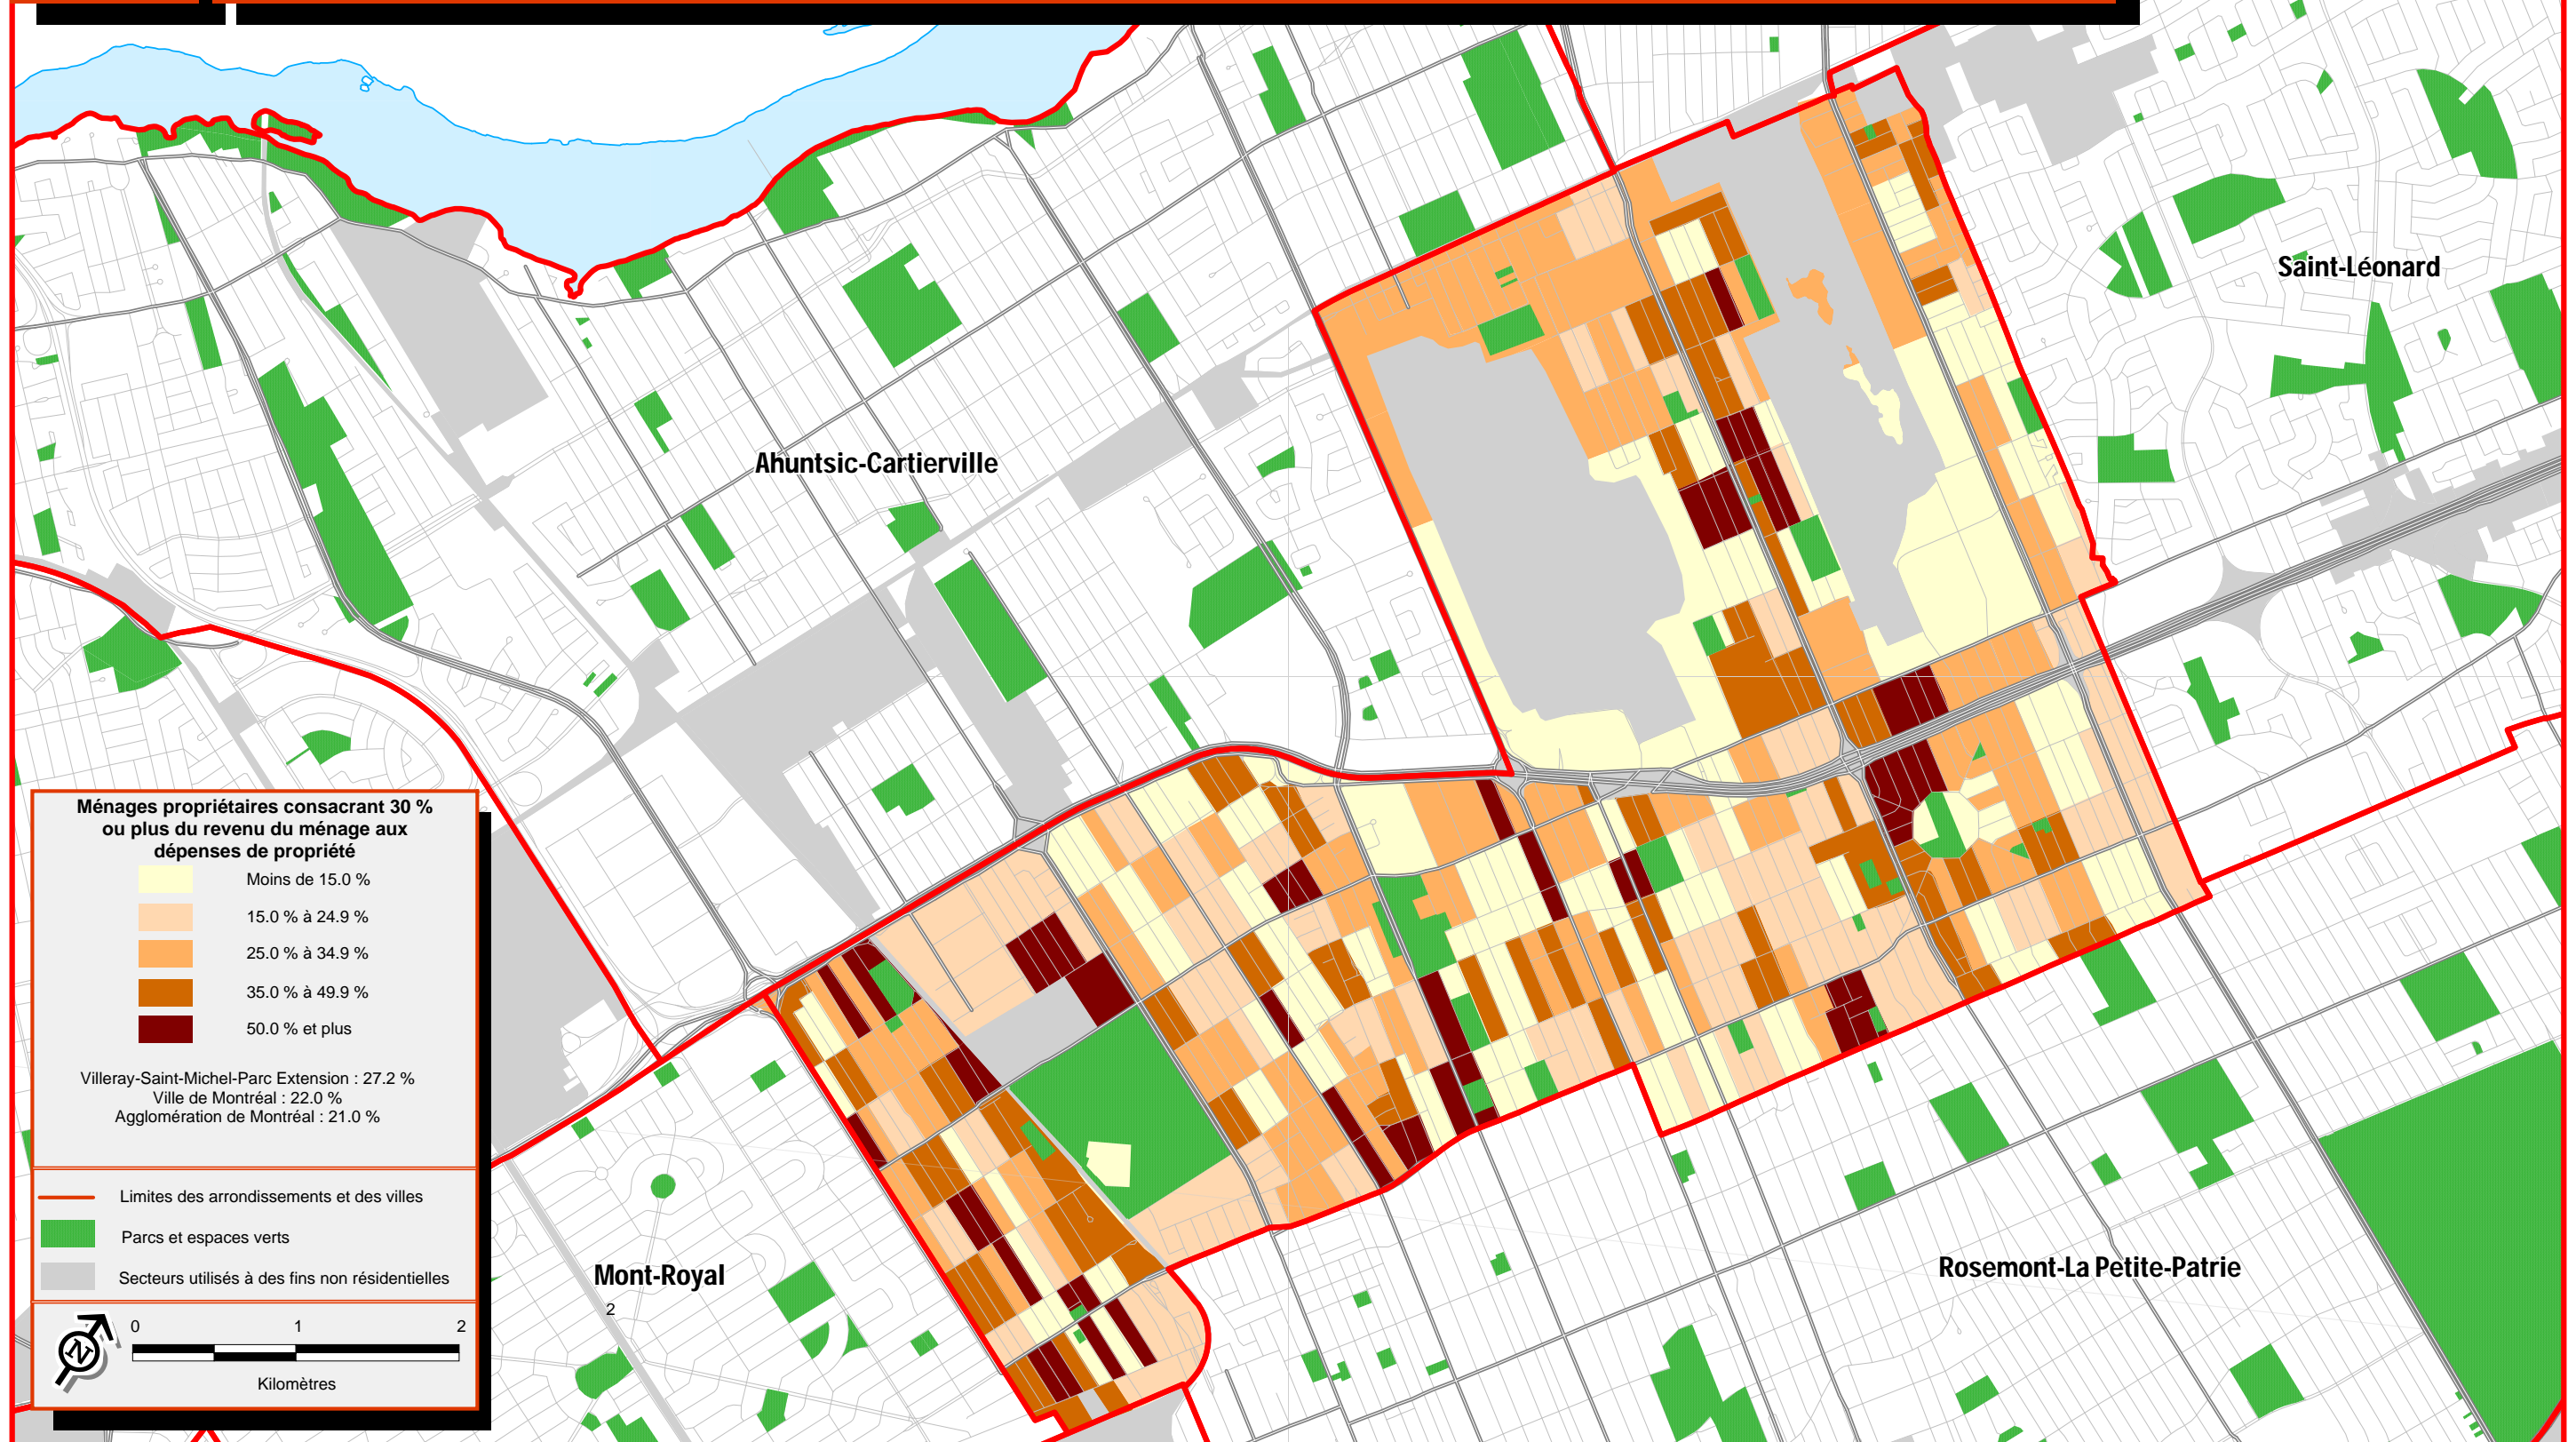 Saint-Léonard
Ahuntsic-Cartierville
Ménages propriétaires consacrant 30 %
ou plus du revenu du ménage aux
dépenses de propriété
Moins de 15.0 %
15.0 % à 24.9 %
25.0 % à 34.9 %
35.0 % à 49.9 %
50.0 % et plus
Villeray-Saint-Michel-Parc Extension : 27.2 %
Ville de Montréal : 22.0 %
Agglomération de Montréal : 21.0 %
Limites des arrondissements et des villes
Parcs et espaces verts
Secteurs utilisés à des fins non résidentielles
N
0 1 2
Kilomètres
Mont-Royal
2
Rosemont-La Petite-Patrie